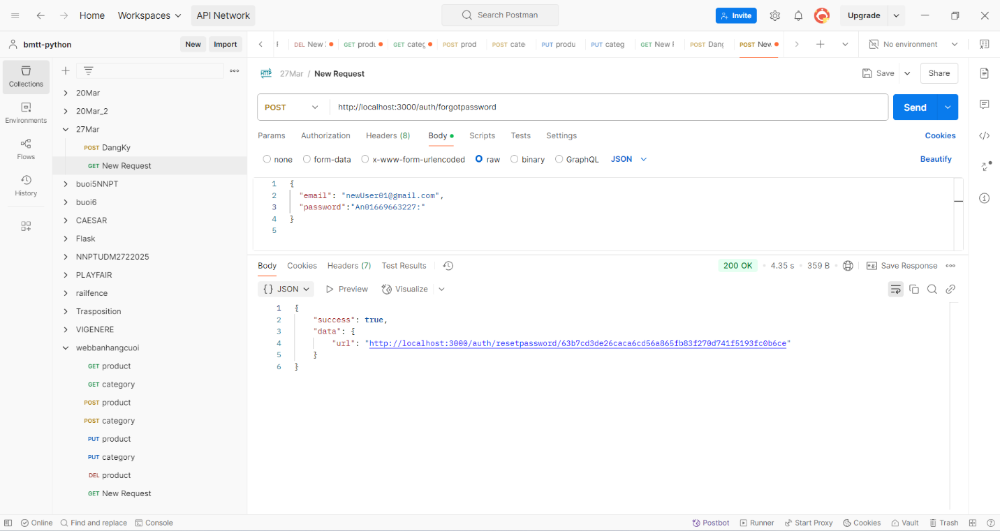 Home Workspaces API Network Search Postman Invite Upgrade
bmtt-python New Import
DEL New GET produ GET categ POST prod POST cate PUT produ PUT categ GET New POST Dang POST New No environment
Collections
Environments
Flows
History
20Mar
20Mar_2
27Mar
POST DangKy
GET New Request
buoi5NNPT
buoi6
CAESAR
Flask
NNPTUDM2722025
PLAYFAIR
railfence
Trasposition
VIGENERE
webbanhangcuoi
GET product
GET category
POST product
POST category
PUT product
PUT category
DEL product
GET New Request
HTTP 27Mar / New Request Save Share
POST http://localhost:3000/auth/forgotpassword Send
Params Authorization Headers (8) Body Scripts Tests Settings Cookies
none form-data x-www-form-urlencoded raw binary GraphQL JSON Beautify
1 {
2 "email": "newUser01@gmail.com",
3 "password":"An01669663227:"
4 }
5
Body Cookies Headers (7) Test Results 200 OK • 4.35 s • 359 B • e.g. Save Response
{} JSON Preview Visualize
1 {
2 "success": true,
3 "data": {
4 "url": "http://localhost:3000/auth/resetpassword/63b7cd3de26caca6cd56a865fb83f270d741f5193fc0b6ce"
5 }
6 }
Online Find and replace Console Postbot Runner Start Proxy Cookies Vault Trash